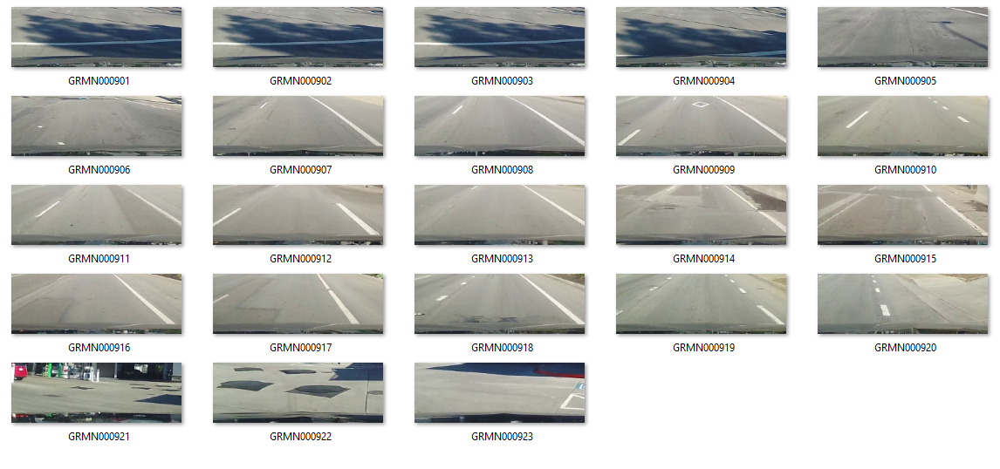 GRMN000901 GRMN000902 GRMN000903 GRMN000904 GRMN000905
GRMN000906 GRMN000907 GRMN000908 GRMN000909 GRMN000910
GRMN000911 GRMN000912 GRMN000913 GRMN000914 GRMN000915
GRMN000916 GRMN000917 GRMN000918 GRMN000919 GRMN000920
GRMN000921 GRMN000922 GRMN000923